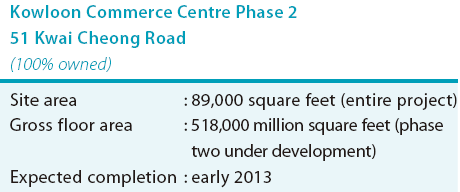 Kowloon Commerce Centre Phase 2
51 Kwai Cheong Road
(100% owned)
Site area : 89,000 square feet (entire project)
Gross floor area : 518,000 million square feet (phase
two under development)
Expected completion : early 2013